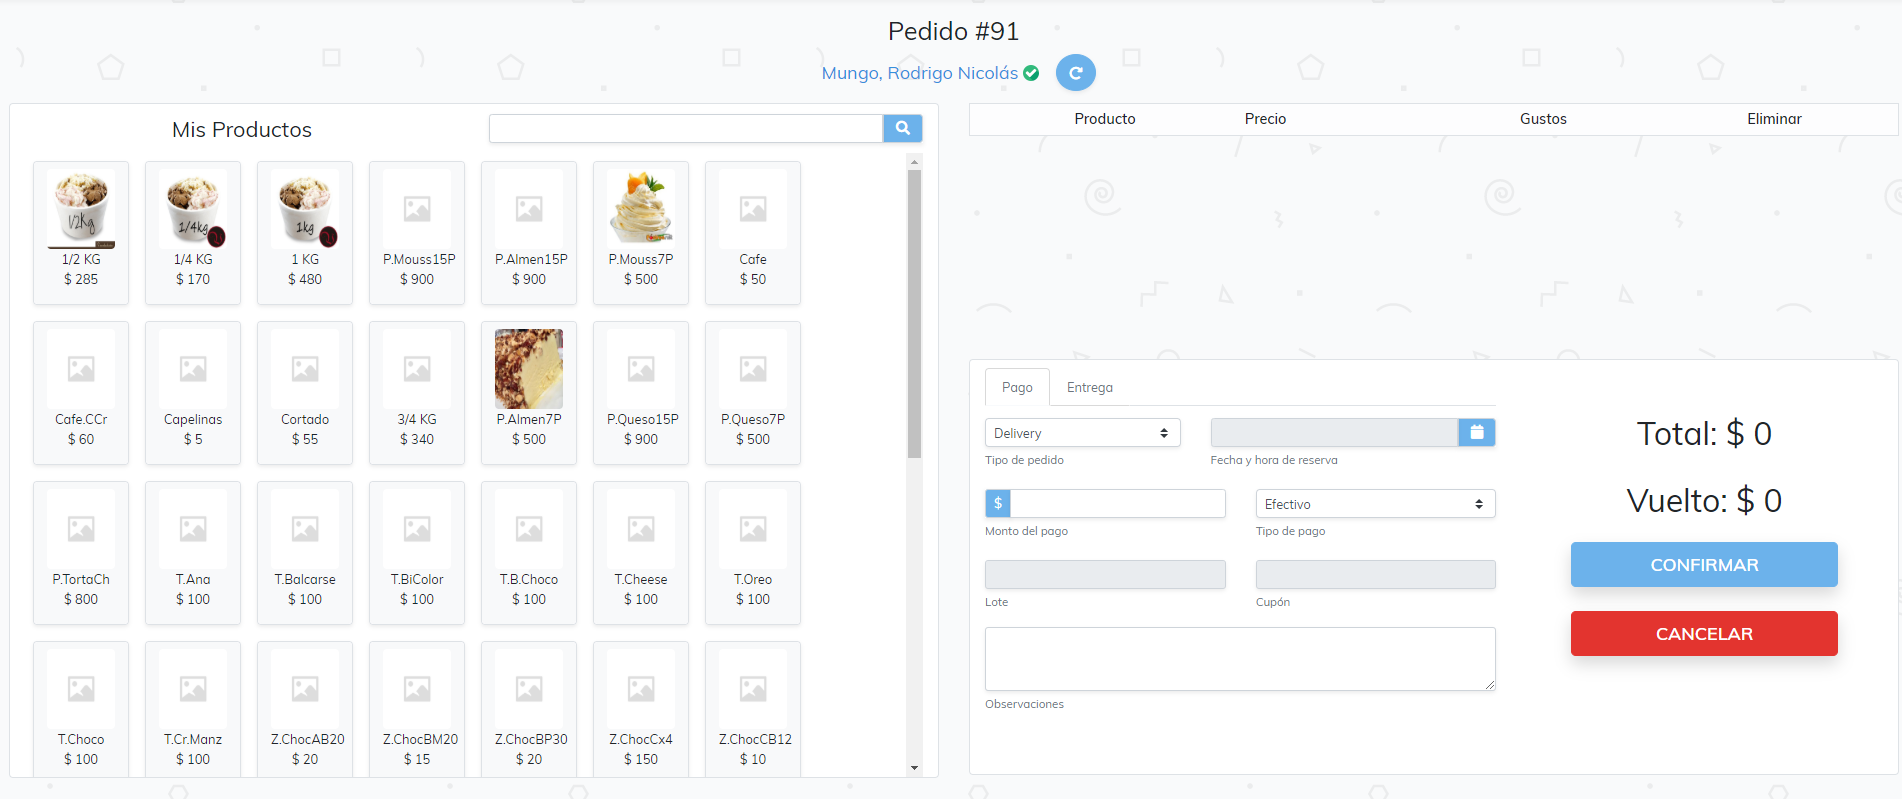 Pedido #91
Mungo, Rodrigo Nicolás
Mis Productos
1/2Kg
1/4kg
1kg
1/2 KG
1/4 KG
1 KG
P.Mouss15P
P.Almen15P
P.Mouss7P
Cafe
$ 285
$ 170
$ 480
$ 900
$ 900
$ 500
$ 50
Cafe.CCr
Capelinas
Cortado
3/4 KG
P.Almen7P
P.Queso15P
P.Queso7P
$ 60
$ 5
$ 55
$ 340
$ 500
$ 900
$ 500
P.TortaCh
T.Ana
T.Balcarse
T.BiColor
T.B.Choco
T.Cheese
T.Oreo
$ 800
$ 100
$ 100
$ 100
$ 100
$ 100
$ 100
T.Choco
T.Cr.Manz
Z.ChocAB20
Z.ChocBM20
Z.ChocBP30
Z.ChocCx4
Z.ChocCB12
$ 100
$ 100
$ 20
$ 15
$ 20
$ 150
$ 10
Producto
Precio
Gustos
Eliminar
Pago
Entrega
Delivery
Tipo de pedido
Fecha y hora de reserva
$
Efectivo
Monto del pago
Tipo de pago
Lote
Cupón
Observaciones
Total: $ 0
Vuelto: $ 0
CONFIRMAR
CANCELAR